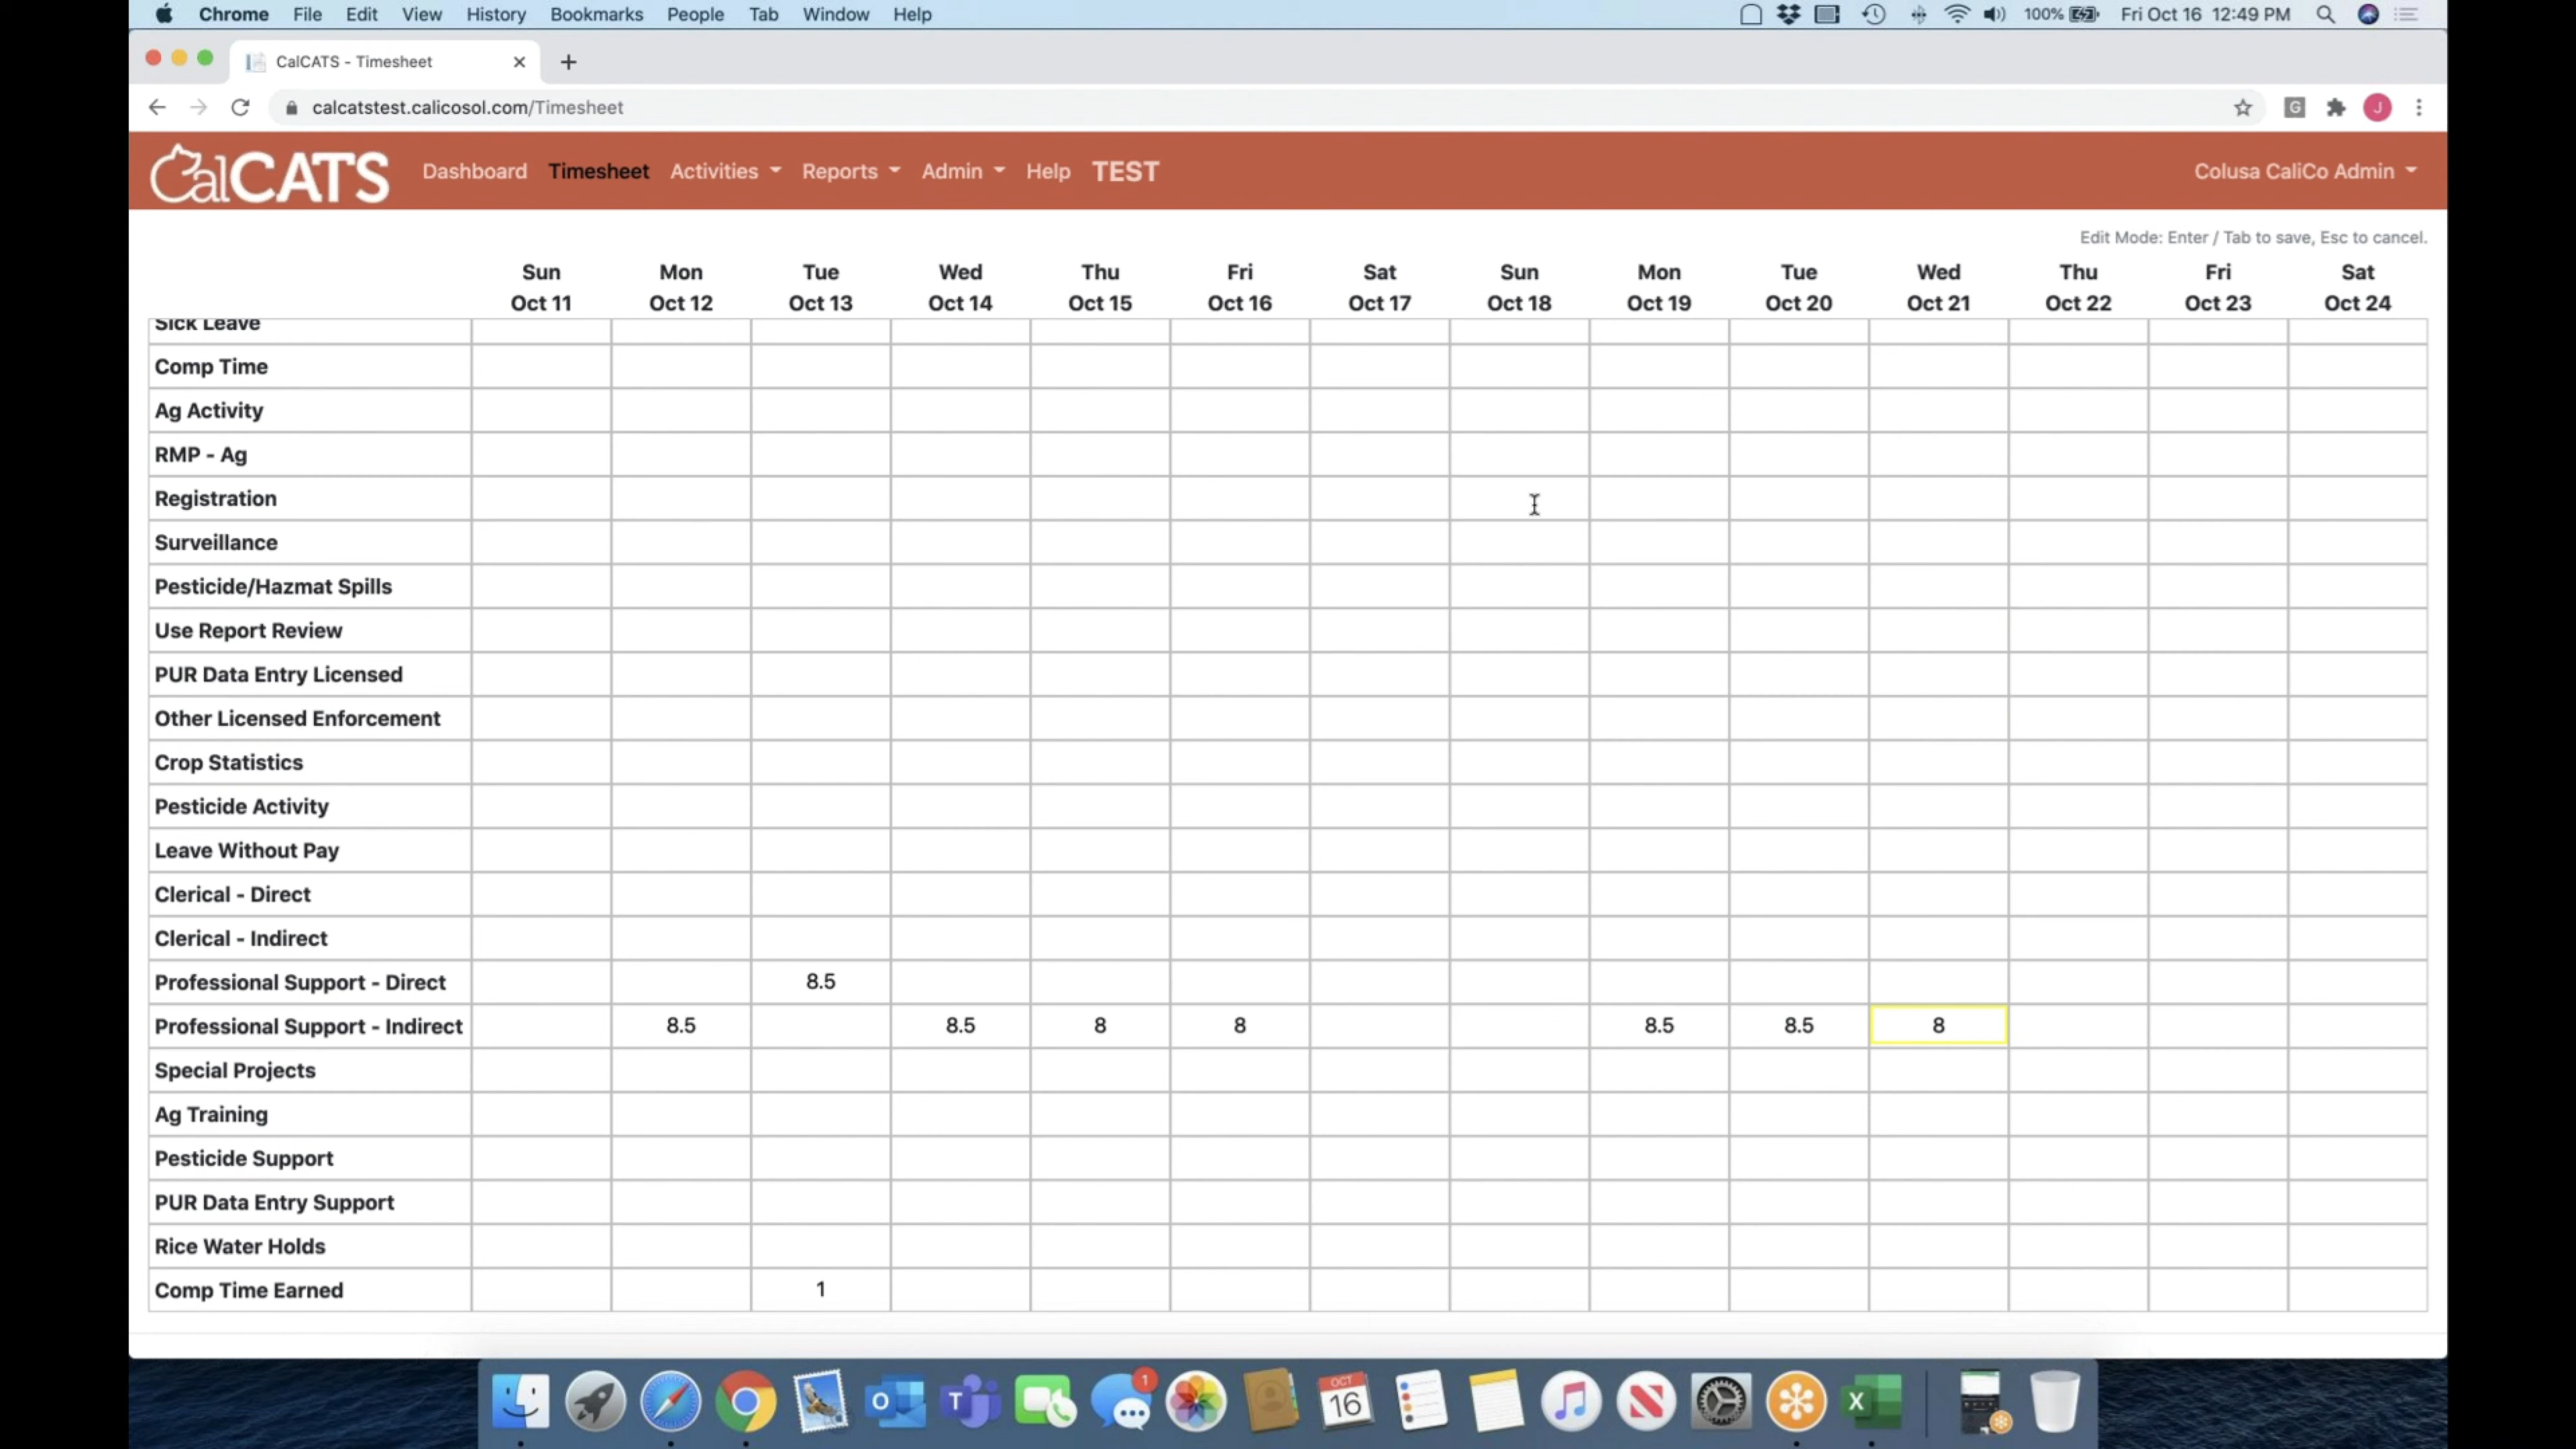 Chrome File Edit View History Bookmarks People Tab Window Help 100% Fri Oct 16 12:49 PM
CalCATS - Timesheet
calcatstest.calicosol.com/Timesheet G J
CalCATS Dashboard Timesheet Activities Reports Admin Help TEST Colusa CaliCo Admin
Edit Mode: Enter / Tab to save, Esc to cancel.
Sun Mon Tue Wed Thu Fri Sat Sun Mon Tue Wed Thu Fri Sat
Oct 11 Oct 12 Oct 13 Oct 14 Oct 15 Oct 16 Oct 17 Oct 18 Oct 19 Oct 20 Oct 21 Oct 22 Oct 23 Oct 24
Sick Leave
Comp Time
Ag Activity
RMP - Ag
Registration
Surveillance
Pesticide/Hazmat Spills
Use Report Review
PUR Data Entry Licensed
Other Licensed Enforcement
Crop Statistics
Pesticide Activity
Leave Without Pay
Clerical - Direct
Clerical - Indirect
Professional Support - Direct 8.5
Professional Support - Indirect 8.5 8.5 8 8 8.5 8.5 8
Special Projects
Ag Training
Pesticide Support
PUR Data Entry Support
Rice Water Holds
Comp Time Earned 1
O T 1 OCT 16 N X